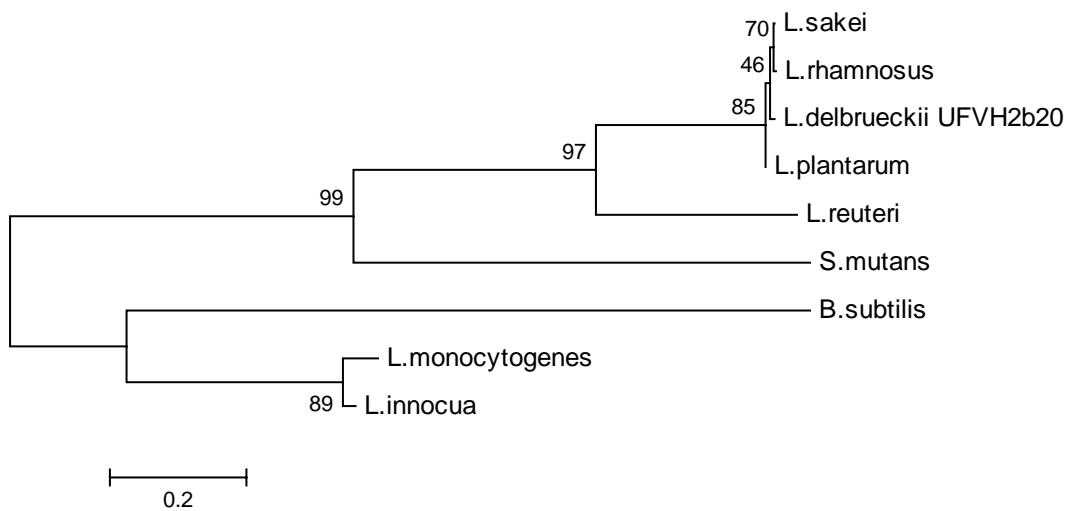 L.sakei
70
L.rhamnosus
46
L.delbrueckii UFVH2b20
85
L.plantarum
97
L.reuteri
99
S.mutans
B.subtilis
L.monocytogenes
L.innocua
89
0.2